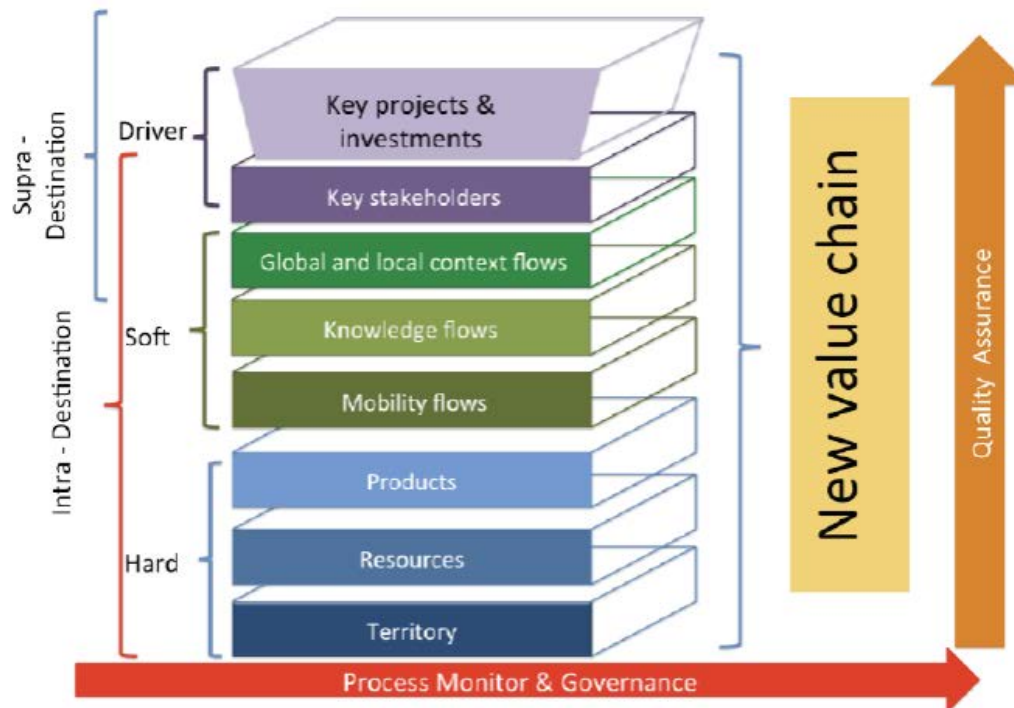 Supra -
Destination
Intra - Destination
Driver
Soft
Hard
Key projects &
investments
Key stakeholders
Global and local context flows
Knowledge flows
Mobility flows
Products
Resources
Territory
New value chain
Quality Assurance
Process Monitor & Governance